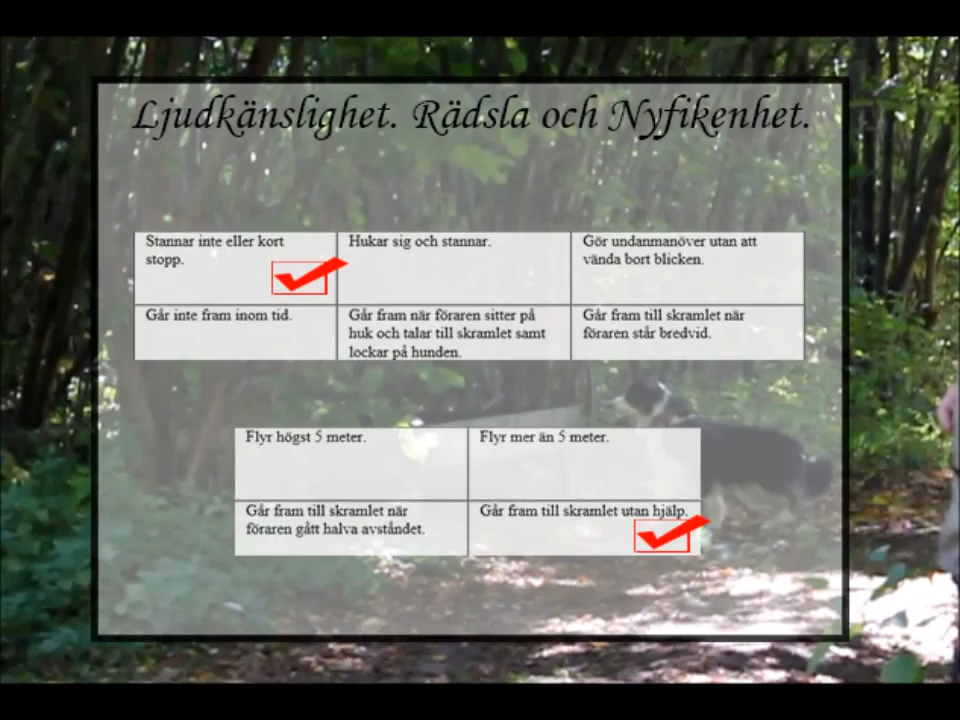 Ljudkänslighet. Rädsla och Nyfikenhet.
Stannar inte eller kort
stopp.
Hukar sig och stannar.
Gör undanmanöver utan att
vända bort blicken.
Går inte fram inom tid.
Går fram när föraren sitter på
huk och talar till skramlet samt
lockar på hunden.
Går fram till skramlet när
föraren står bredvid.
Flyr högst 5 meter.
Flyr mer än 5 meter.
Går fram till skramlet när
föraren gått halva avståndet.
Går fram till skramlet utan hjälp.